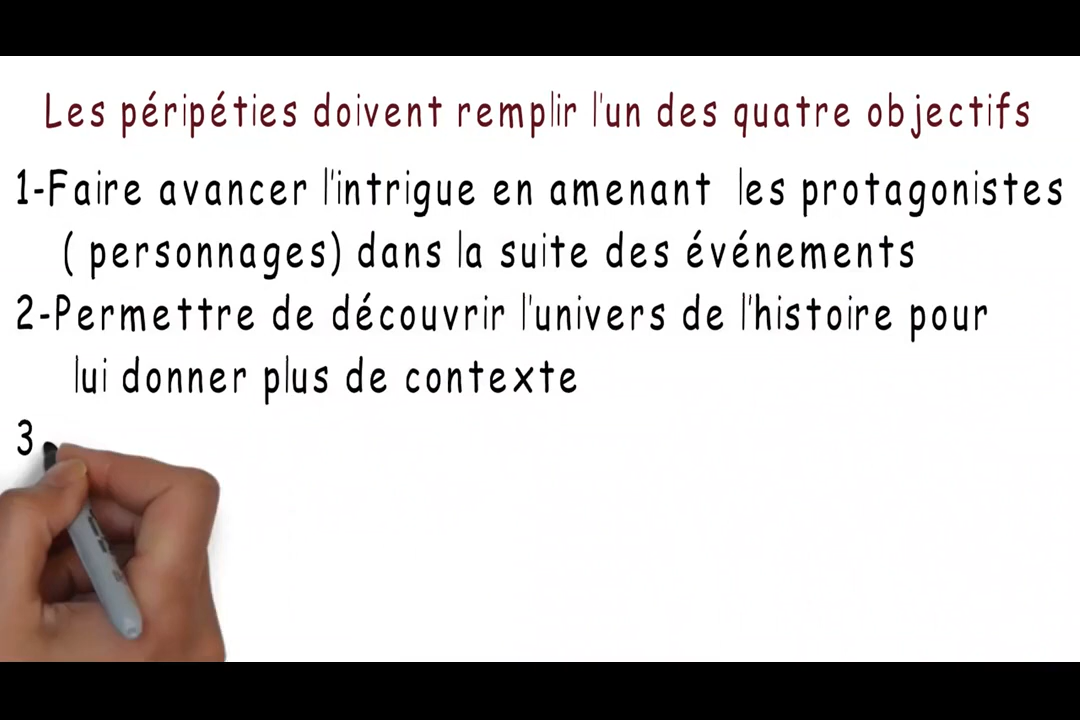 Les péripéties doivent remplir l'un des quatre objectifs
1-Faire avancer l'intrigue en amenant les protagonistes
( personnages) dans la suite des événements
2-Permettre de découvrir l'univers de l'histoire pour
lui donner plus de contexte
3